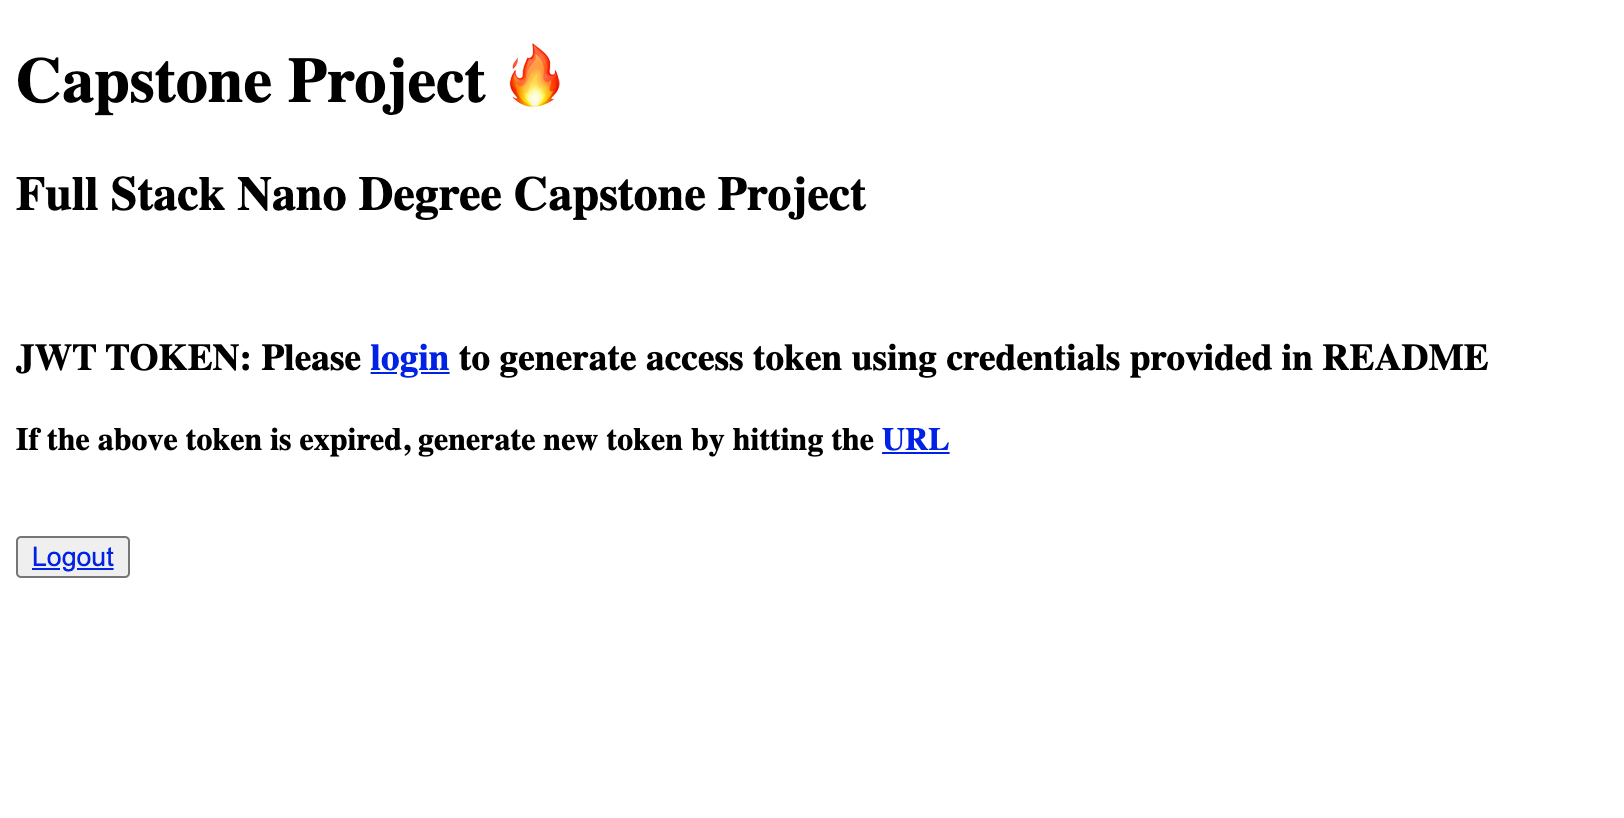 Capstone Project 🔥
Full Stack Nano Degree Capstone Project
JWT TOKEN: Please login to generate access token using credentials provided in README
If the above token is expired, generate new token by hitting the URL
Logout